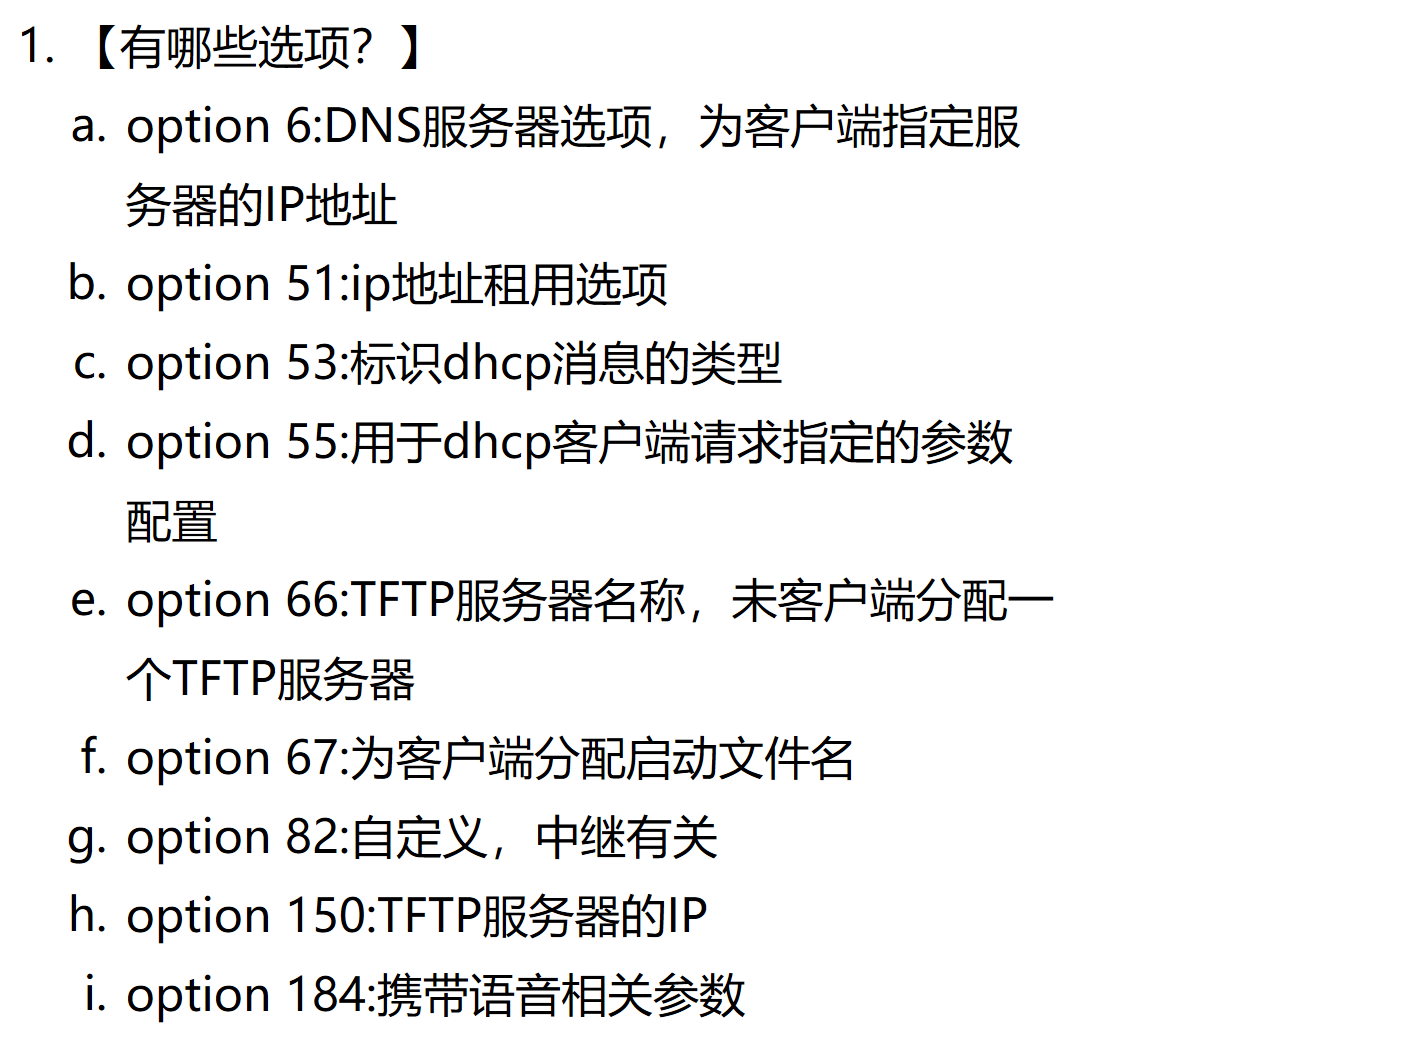 1. 【有哪些选项？】
a. option 6:DNS服务器选项，为客户端指定服
务器的IP地址
b. option 51:ip地址租用选项
c. option 53:标识dhcp消息的类型
d. option 55:用于dhcp客户端请求指定的参数
配置
e. option 66:TFTP服务器名称，未客户端分配一
个TFTP服务器
f. option 67:为客户端分配启动文件名
g. option 82:自定义，中继有关
h. option 150:TFTP服务器的IP
i. option 184:携带语音相关参数